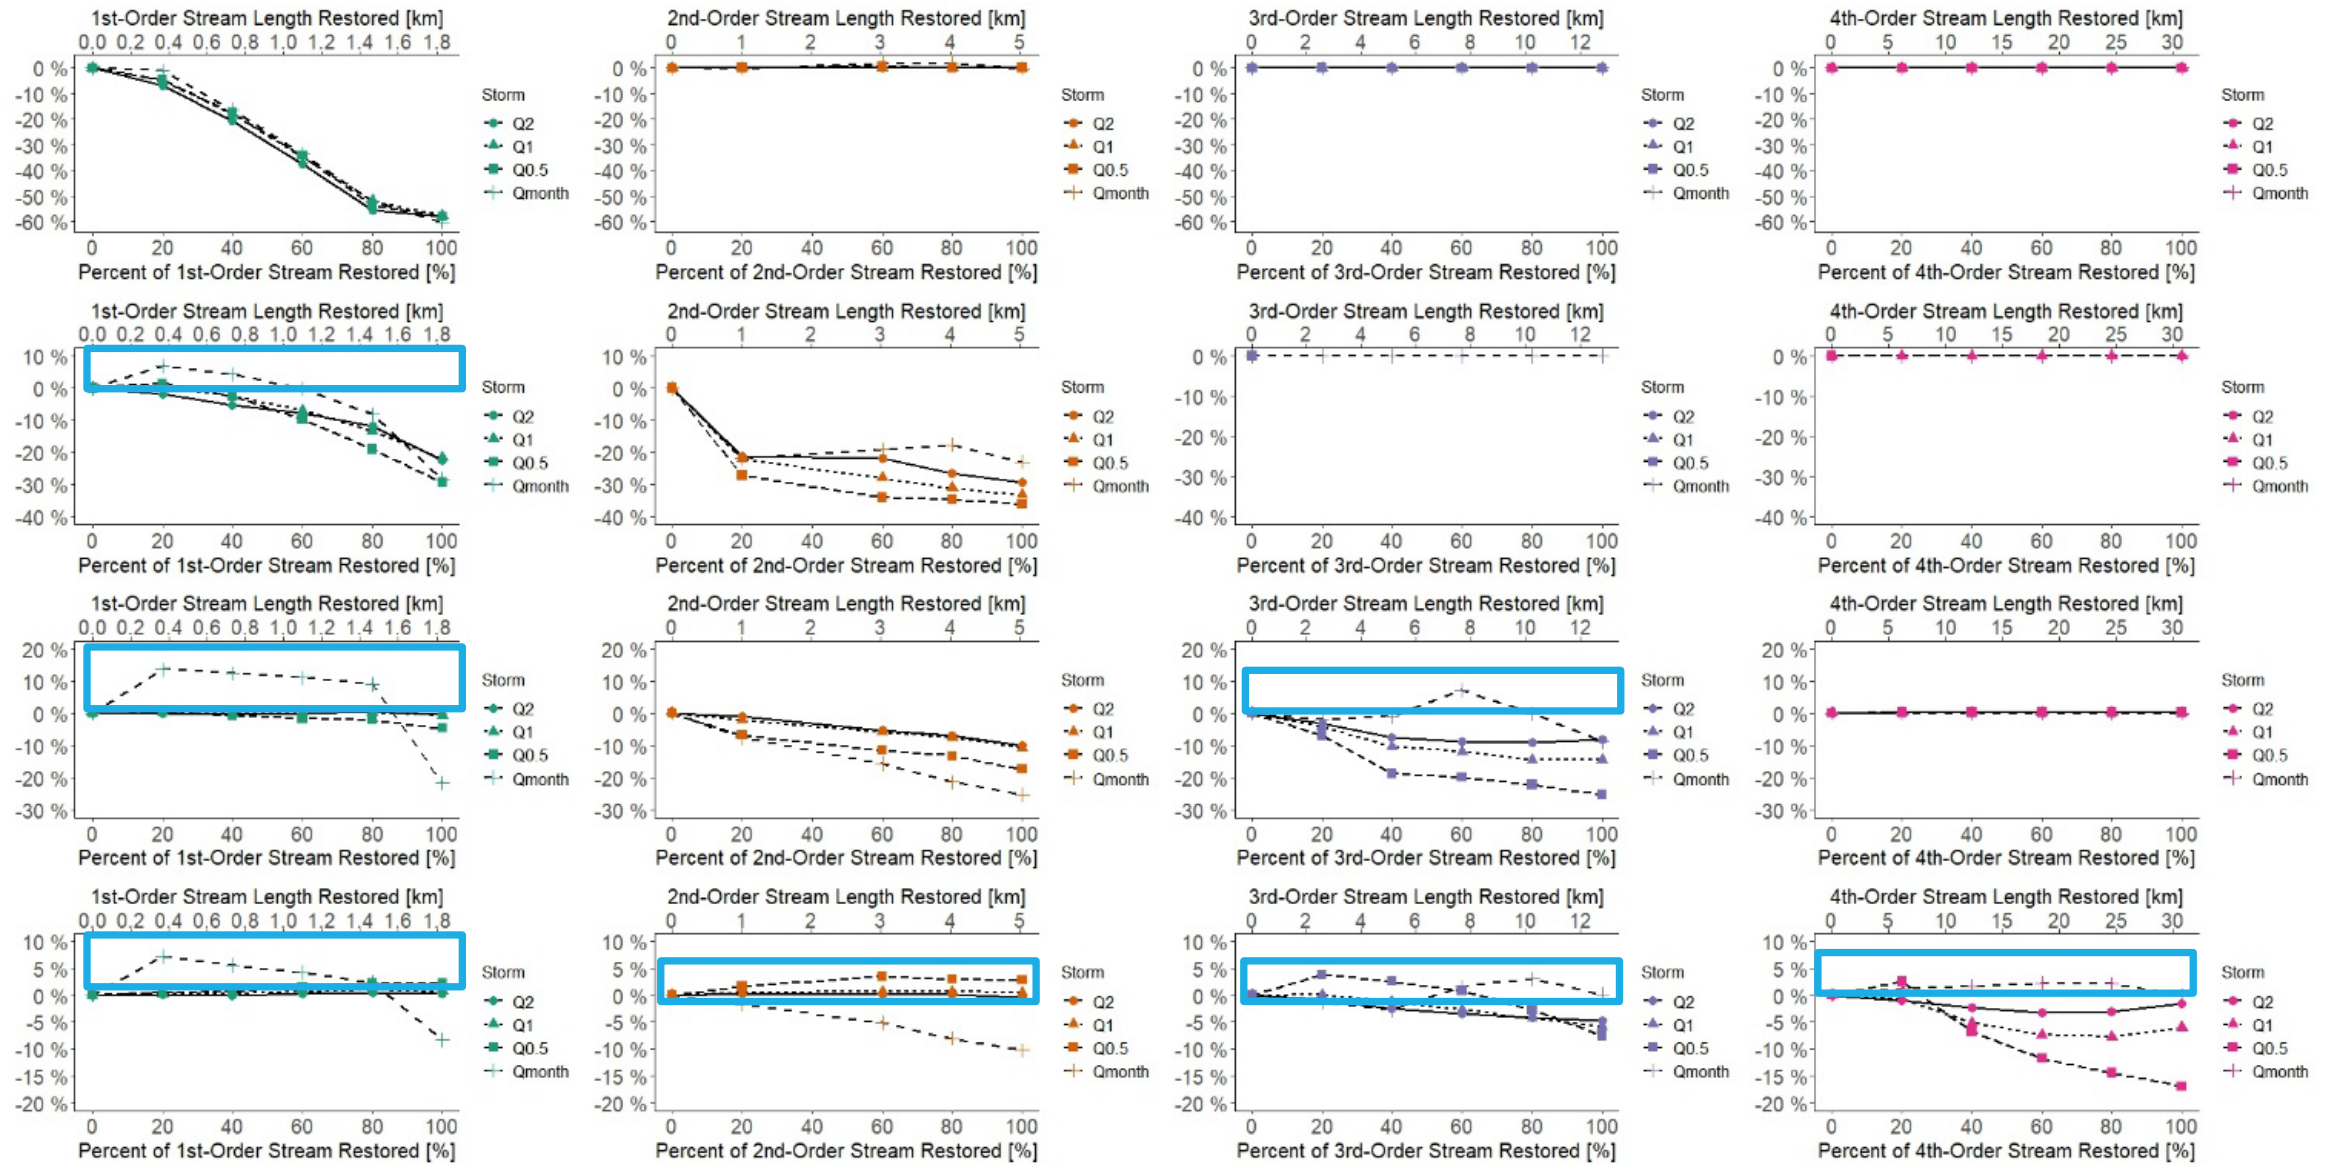 1st-Order Stream Length Restored [km] 2nd-Order Stream Length Restored [km] 3rd-Order Stream Length Restored [km] 4th-Order Stream Length Restored [km]
0.0 0.2 0.4 0.6 0.8 1.0 1.2 1.4 1.6 1.8 0 1 2 3 4 5 0 2 4 6 8 10 12 0 5 10 15 20 25 30
0 % 0 % 0 % 0 %
-10 % Storm -10 % Storm -10 % Storm -10 % Storm
-20 % Q2 -20 % Q2 -20 % Q2 -20 % Q2
-30 % Q1 -30 % Q1 -30 % Q1 -30 % Q1
-40 % Q0.5 -40 % Q0.5 -40 % Q0.5 -40 % Q0.5
-50 % Qmonth -50 % Qmonth -50 % Qmonth -50 % Qmonth
-60 % -60 % -60 % -60 %
0 20 40 60 80 100 0 20 40 60 80 100 0 20 40 60 80 100 0 20 40 60 80 100
Percent of 1st-Order Stream Restored [%] Percent of 2nd-Order Stream Restored [%] Percent of 3rd-Order Stream Restored [%] Percent of 4th-Order Stream Restored [%]
1st-Order Stream Length Restored [km] 2nd-Order Stream Length Restored [km] 3rd-Order Stream Length Restored [km] 4th-Order Stream Length Restored [km]
0.0 0.2 0.4 0.6 0.8 1.0 1.2 1.4 1.6 1.8 0 1 2 3 4 5 0 2 4 6 8 10 12 0 5 10 15 20 25 30
10 % 10 % 0 % 0 %
0 % Storm 0 % Storm -10 % Storm -10 % Storm
-10 % Q2 -10 % Q2 -20 % Q2 -20 % Q2
-20 % Q1 -20 % Q1 -30 % Q1 -30 % Q1
-30 % Q0.5 -30 % Q0.5 -40 % Q0.5 -40 % Q0.5
-40 % Qmonth -40 % Qmonth Qmonth Qmonth
0 20 40 60 80 100 0 20 40 60 80 100 0 20 40 60 80 100 0 20 40 60 80 100
Percent of 1st-Order Stream Restored [%] Percent of 2nd-Order Stream Restored [%] Percent of 3rd-Order Stream Restored [%] Percent of 4th-Order Stream Restored [%]
1st-Order Stream Length Restored [km] 2nd-Order Stream Length Restored [km] 3rd-Order Stream Length Restored [km] 4th-Order Stream Length Restored [km]
0.0 0.2 0.4 0.6 0.8 1.0 1.2 1.4 1.6 1.8 0 1 2 3 4 5 0 2 4 6 8 10 12 0 5 10 15 20 25 30
20 % 20 % 20 % 20 %
10 % Storm 10 % Storm 10 % Storm 10 % Storm
0 % Q2 0 % Q2 0 % Q2 0 % Q2
-10 % Q1 -10 % Q1 -10 % Q1 -10 % Q1
-20 % Q0.5 -20 % Q0.5 -20 % Q0.5 -20 % Q0.5
-30 % Qmonth -30 % Qmonth -30 % Qmonth -30 % Qmonth
0 20 40 60 80 100 0 20 40 60 80 100 0 20 40 60 80 100 0 20 40 60 80 100
Percent of 1st-Order Stream Restored [%] Percent of 2nd-Order Stream Restored [%] Percent of 3rd-Order Stream Restored [%] Percent of 4th-Order Stream Restored [%]
1st-Order Stream Length Restored [km] 2nd-Order Stream Length Restored [km] 3rd-Order Stream Length Restored [km] 4th-Order Stream Length Restored [km]
0.0 0.2 0.4 0.6 0.8 1.0 1.2 1.4 1.6 1.8 0 1 2 3 4 5 0 2 4 6 8 10 12 0 5 10 15 20 25 30
10 % 10 % 10 % 10 %
5 % Storm 5 % Storm 5 % Storm 5 % Storm
0 % Q2 0 % Q2 0 % Q2 0 % Q2
-5 % Q1 -5 % Q1 -5 % Q1 -5 % Q1
-10 % Q0.5 -10 % Q0.5 -10 % Q0.5 -10 % Q0.5
-15 % Qmonth -15 % Qmonth -15 % Qmonth -15 % Qmonth
-20 % -20 % -20 % -20 %
0 20 40 60 80 100 0 20 40 60 80 100 0 20 40 60 80 100 0 20 40 60 80 100
Percent of 1st-Order Stream Restored [%] Percent of 2nd-Order Stream Restored [%] Percent of 3rd-Order Stream Restored [%] Percent of 4th-Order Stream Restored [%]